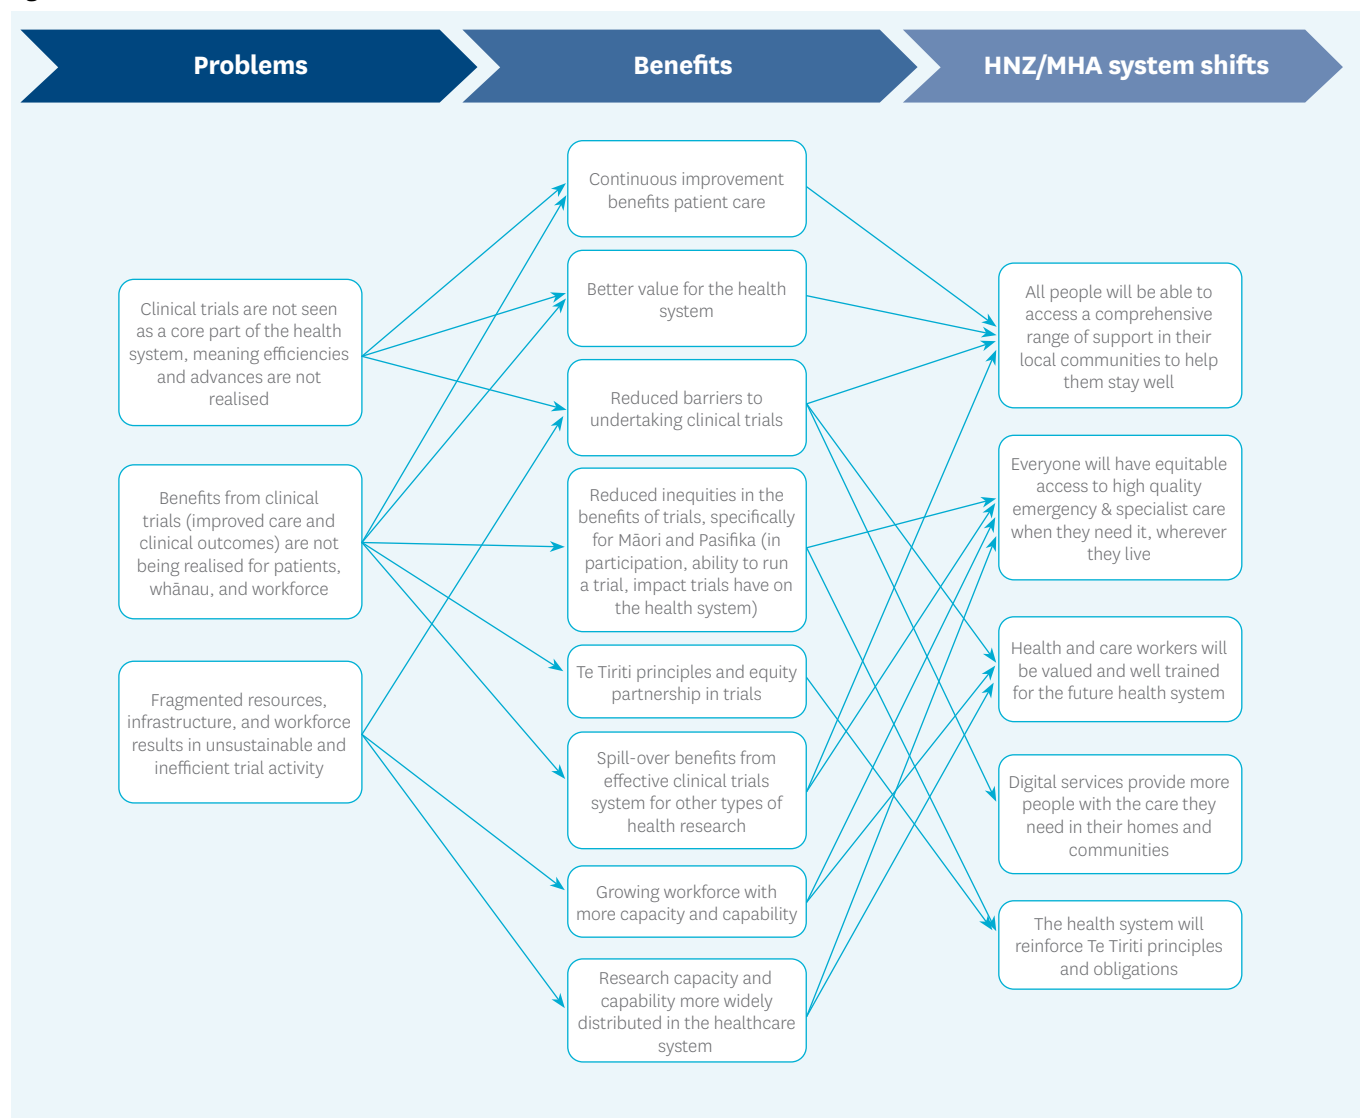 Problems
Benefits
HNZ/MHA system shifts
Clinical trials are not seen
as a core part of the health
system, meaning efficiencies
and advances are not
realised
Benefits from clinical
trials (improved care and
clinical outcomes) are not
being realised for patients,
whānau, and workforce
Fragmented resources,
infrastructure, and workforce
results in unsustainable and
inefficient trial activity
Continuous improvement
benefits patient care
Better value for the health
system
Reduced barriers to
undertaking clinical trials
Reduced inequities in the
benefits of trials, specifically
for Māori and Pasifika (in
participation, ability to run
a trial, impact trials have on
the health system)
Te Tiriti principles and equity
partnership in trials
Spill-over benefits from
effective clinical trials
system for other types of
health research
Growing workforce with
more capacity and capability
Research capacity and
capability more widely
distributed in the healthcare
system
All people will be able to
access a comprehensive
range of support in their
local communities to help
them stay well
Everyone will have equitable
access to high quality
emergency & specialist care
when they need it, wherever
they live
Health and care workers will
be valued and well trained
for the future health system
Digital services provide more
people with the care they
need in their homes and
communities
The health system will
reinforce Te Tiriti principles
and obligations